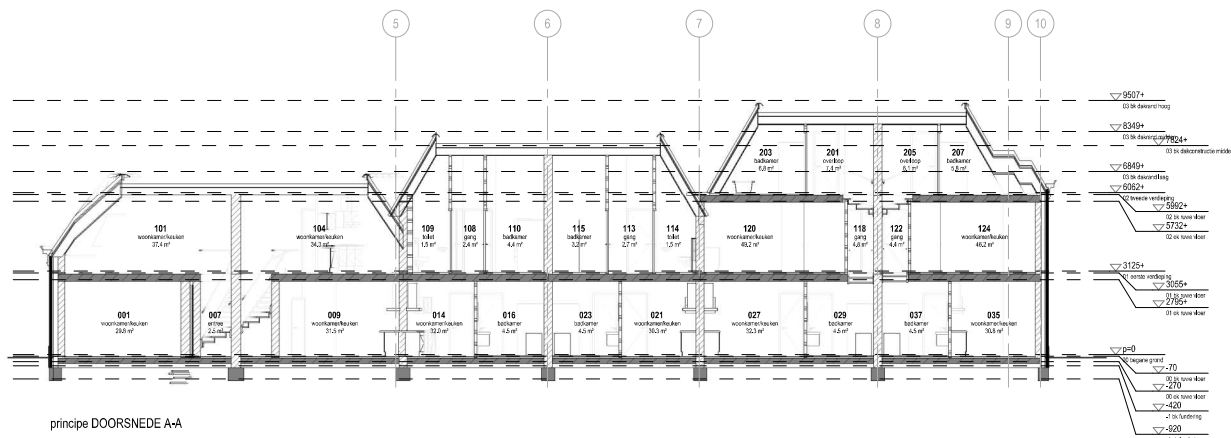 5
6
7
8
9
10
9507+
03 bk dakrand hoog
8349+
03 bk dakrand midden
7824+
03 bk dakconstructie midde
6849+
03 bk dakrand laag
6062+
02 tweede verdieping
5992+
02 bk ruwe vloer
5732+
02 ok ruwe vloer
3125+
01 eerste verdieping
3055+
01 bk ruwe vloer
2795+
01 ok ruwe vloer
p=0
00 begane grond
-70
00 bk ruwe vloer
-270
00 ok ruwe vloer
-420
-1 bk fundering
-920
203
badkamer
6,8 m²
201
overloop
7,4 m²
205
overloop
6,1 m²
207
badkamer
5,8 m²
101
woonkamer/keuken
37,4 m²
104
woonkamer/keuken
34,3 m²
109
toilet
1,5 m²
108
gang
2,4 m²
110
badkamer
4,4 m²
115
badkamer
3,2 m²
113
gang
2,7 m²
114
toilet
1,5 m²
120
woonkamer/keuken
49,2 m²
118
gang
4,8 m²
122
gang
4,4 m²
124
woonkamer/keuken
48,2 m²
001
woonkamer/keuken
29,8 m²
007
entree
2,5 m²
009
woonkamer/keuken
31,5 m²
014
woonkamer/keuken
32,0 m²
016
badkamer
4,5 m²
023
badkamer
4,5 m²
021
woonkamer/keuken
30,3 m²
027
woonkamer/keuken
32,3 m²
029
badkamer
4,5 m²
037
badkamer
4,5 m²
035
woonkamer/keuken
30,8 m²
principe DOORSNEDE A-A